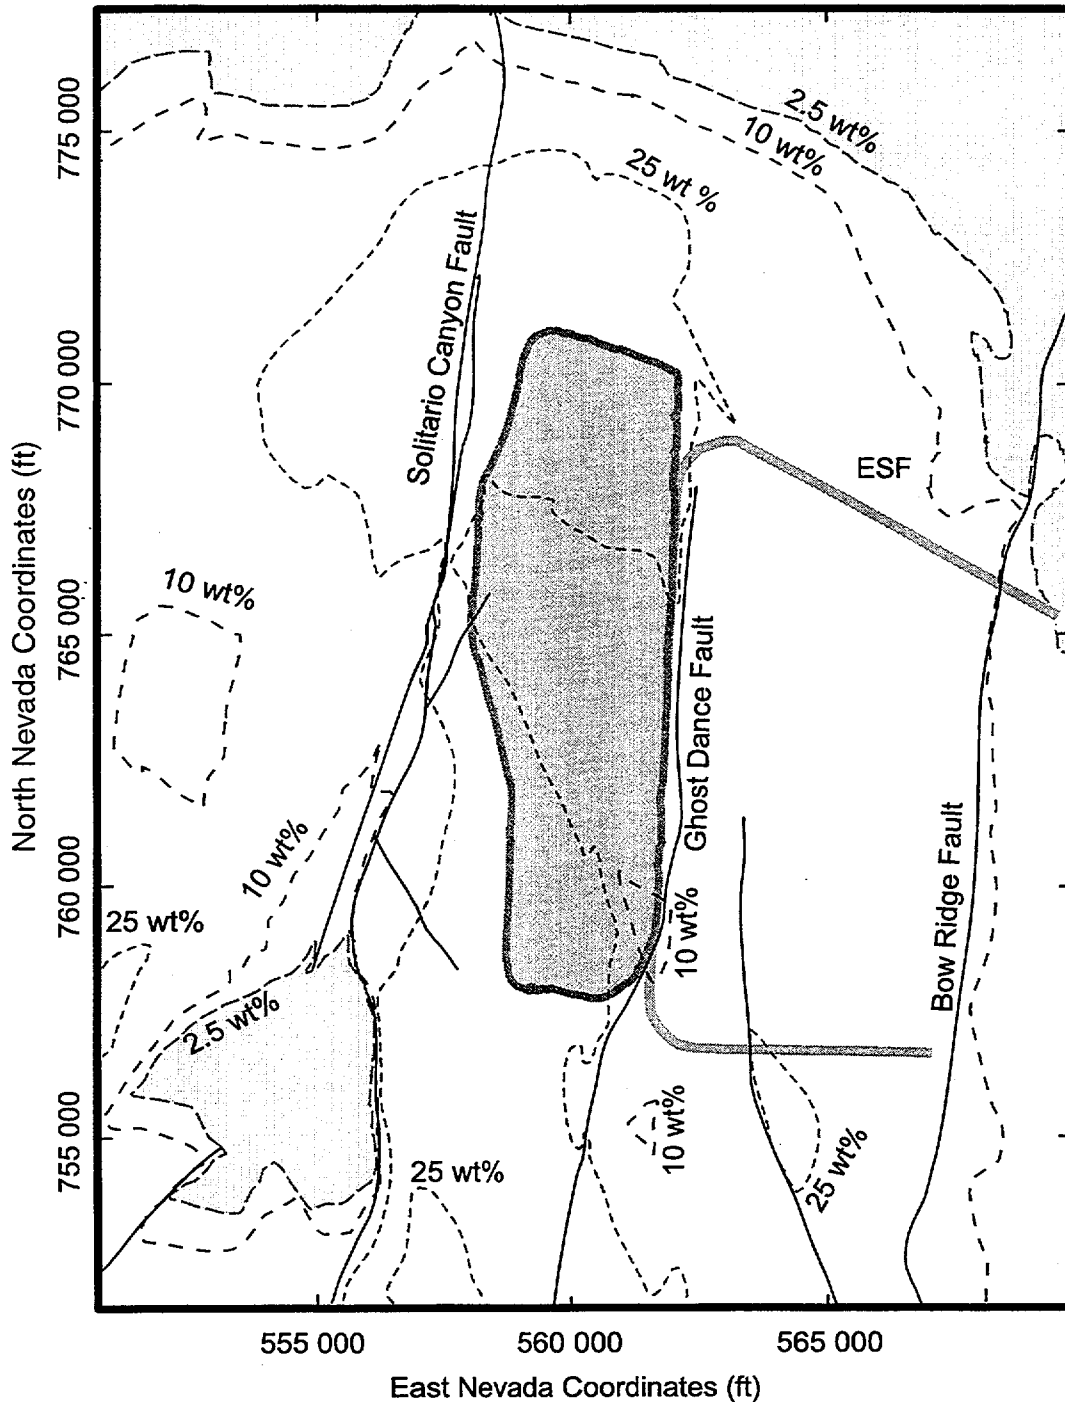 2.5 wt%
10 wt%
25 wt %
775 000
Solitario Canyon Fault
770 000
North Nevada Coordinates (ft)
ESF
10 wt%
765 000
Ghost Dance Fault
10 wt%
760 000
25 wt%
10 wt%
Bow Ridge Fault
2.5 wt%
755 000
10 wt%
25 wt%
25 wt%
555 000
560 000
565 000
East Nevada Coordinates (ft)